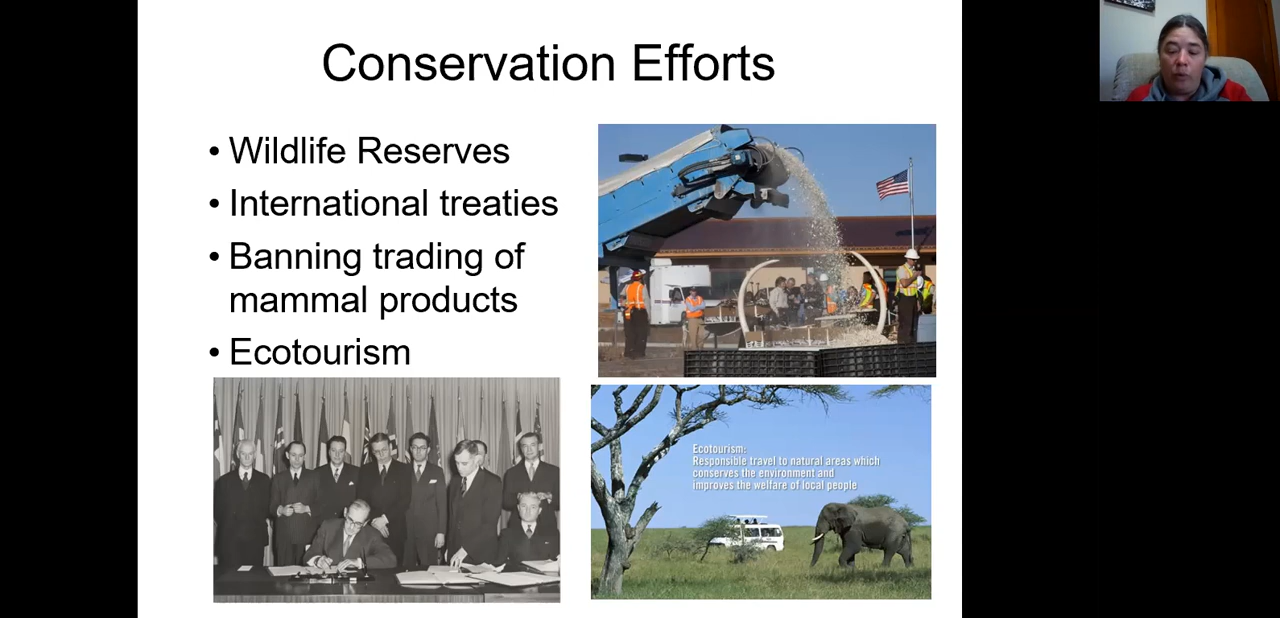 Conservation Efforts
• Wildlife Reserves
• International treaties
• Banning trading of
mammal products
• Ecotourism
Ecotourism:
Responsible travel to natural areas which
conserves the environment and
improves the welfare of local people